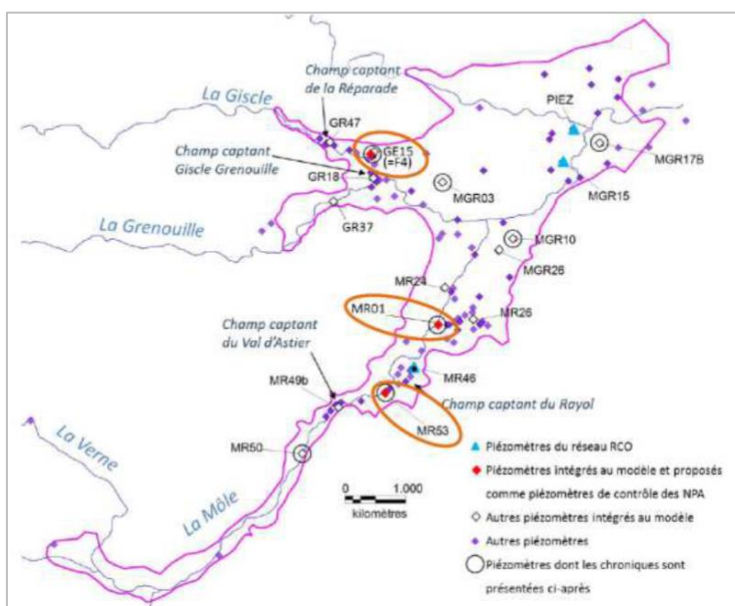 Champ captant
de la Réparade
La Giscle
GR47
PIEZ
GE15
(=F4)
Champ captant
Giscle Grenouille
GR18
MGR17B
MGR03
MGR15
La Grenouille
GR37
MGR10
MGR26
MR24
MR01
MR26
Champ captant
du Val d'Astier
MR49b
MR46
Champ captant du Rayol
MR53
MR50
La Verne
La Môle
0 1.000
kilomètres
Piézomètres du réseau RCO
Piézomètres intégrés au modèle et proposés
comme piézomètres de contrôle des NPA
Autres piézomètres intégrés au modèle
Autres piézomètres
Piézomètres dont les chroniques sont
présentées ci-après